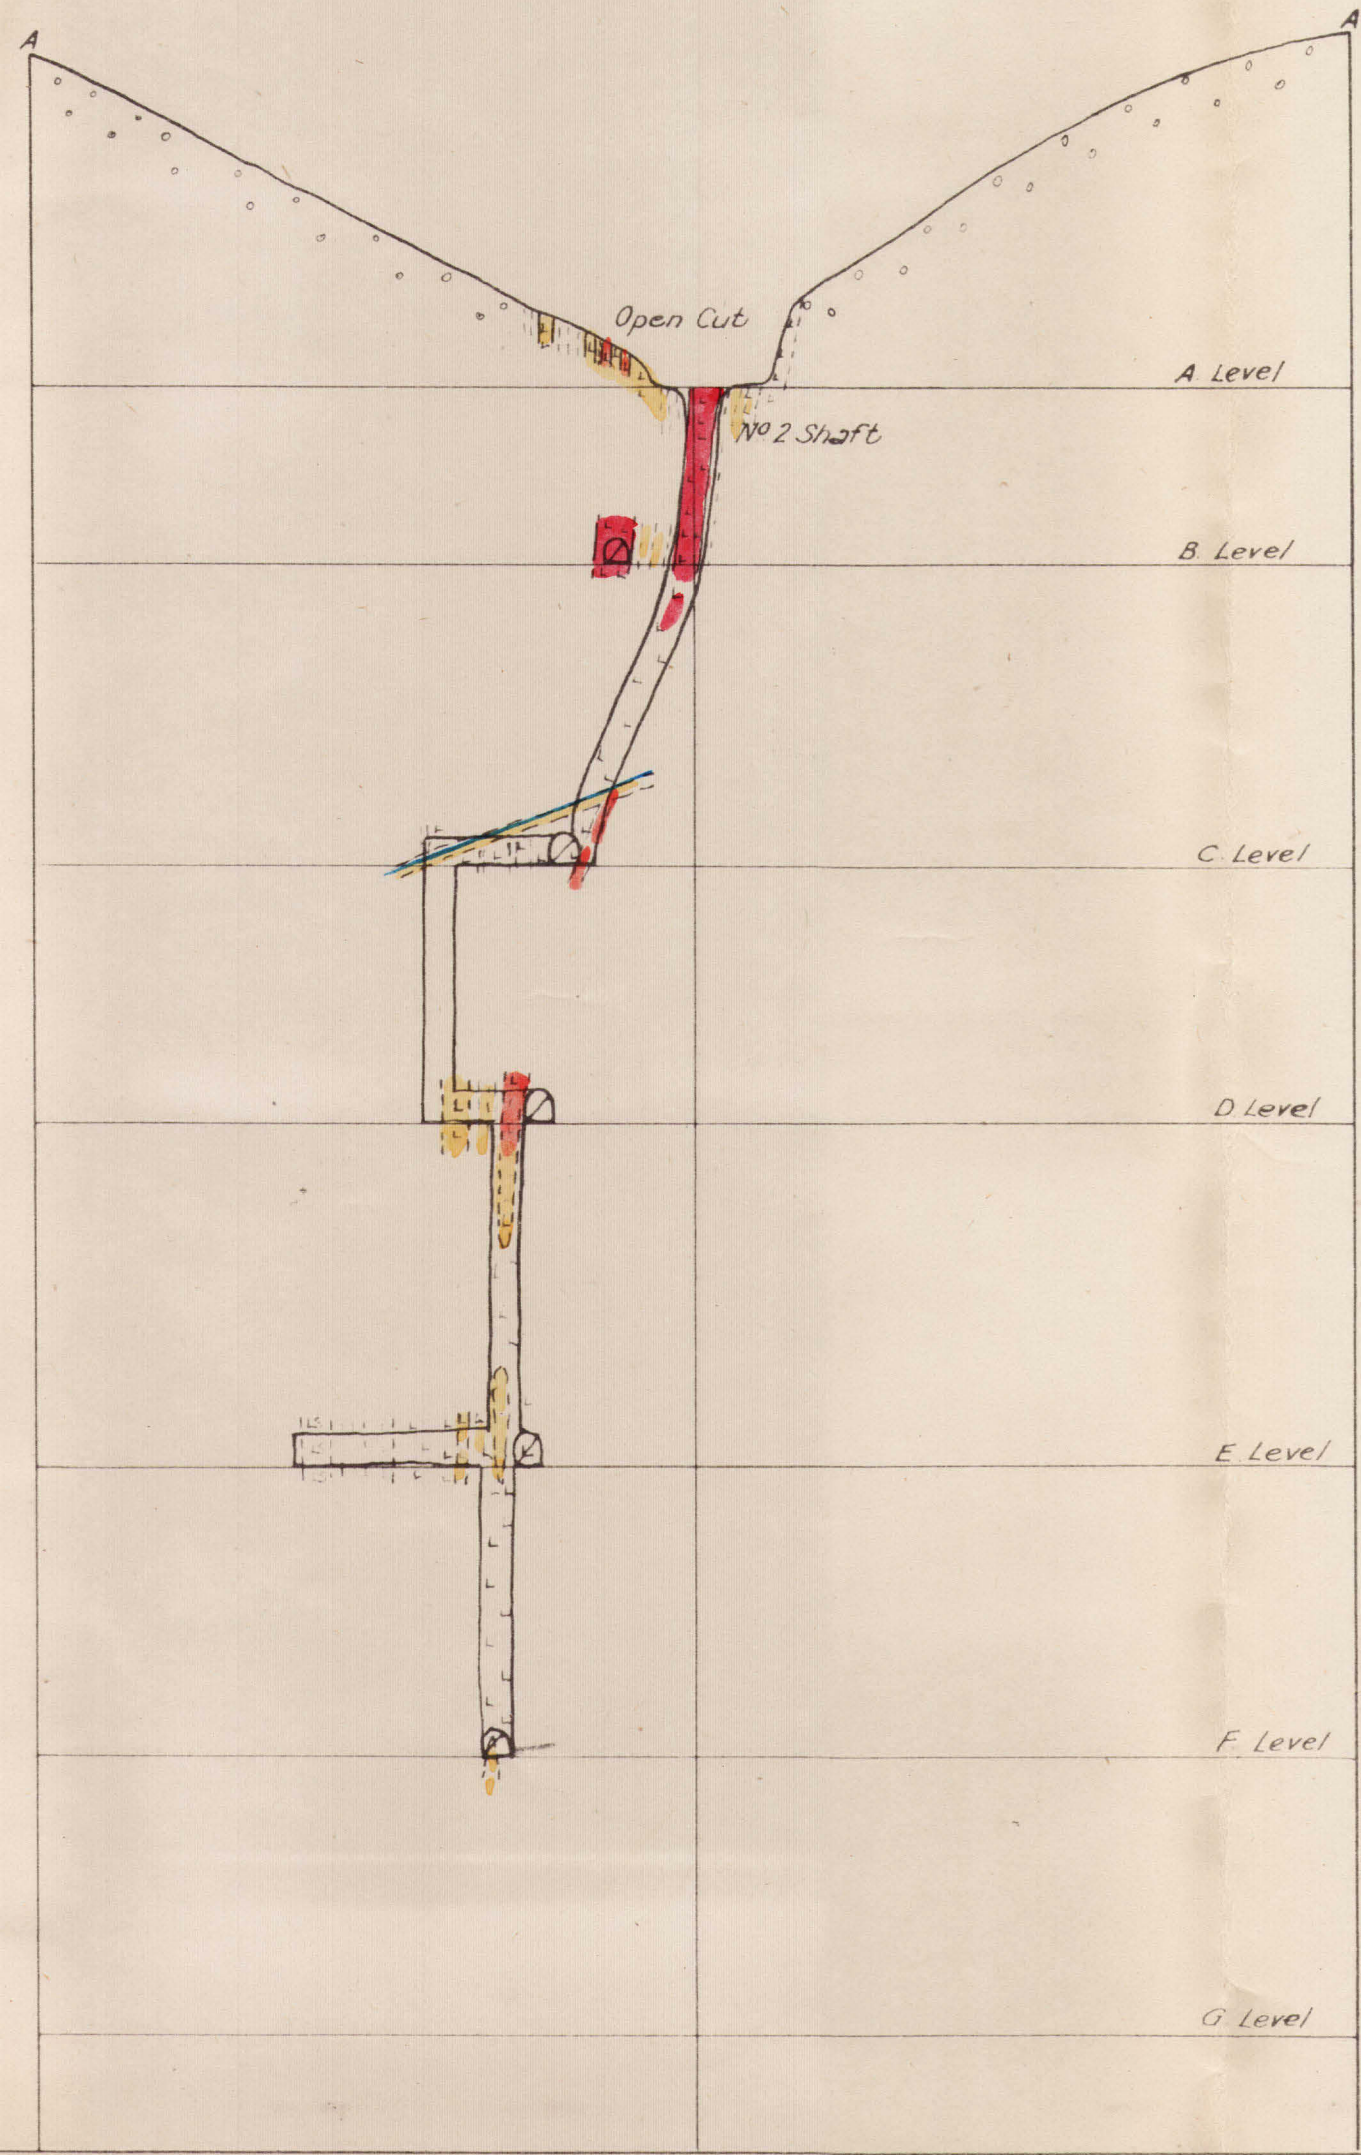 A
A
Open Cut
A. Level
Nº 2 Shaft
B. Level
C. Level
D. Level
E. Level
F. Level
G. Level